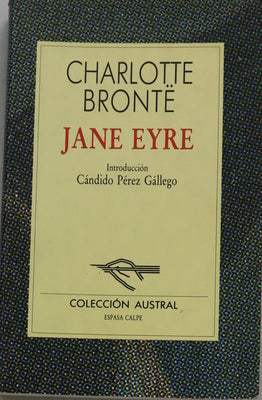 CHARLOTTE
BRONTË
JANE EYRE
Introducción
Cándido Pérez Gállego
COLECCIÓN AUSTRAL
ESPASA CALPE